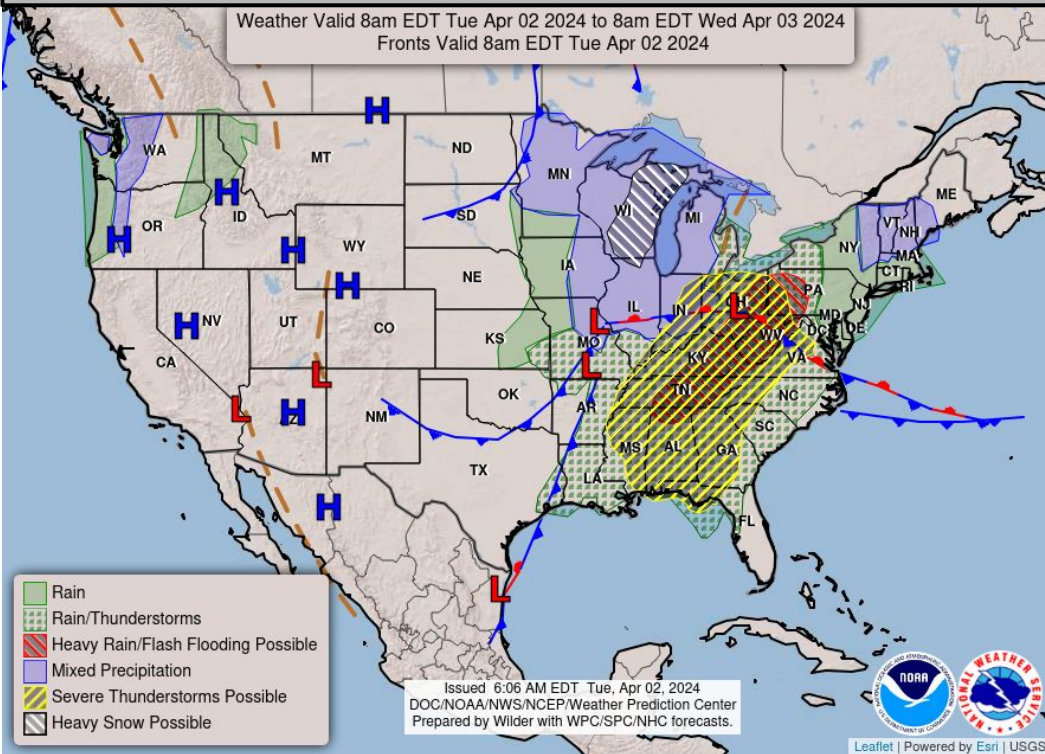 Weather Valid 8am EDT Tue Apr 02 2024 to 8am EDT Wed Apr 03 2024
Fronts Valid 8am EDT Tue Apr 02 2024
H
WA
MT
ND
MN
ME
H
ID
SD
WI
MI
VT
NH
OR
H
H
WY
NY
MA
CT
RI
H
NE
IA
PA
NJ
H
NV
UT
CO
IL
IN
OH
L
MD
DE
DC
L
MO
WV
VA
CA
KS
KY
L
L
L
H
AZ
NM
OK
AR
TN
NC
SC
TX
MS
AL
GA
LA
H
FL
L
Rain
Rain/Thunderstorms
Heavy Rain/Flash Flooding Possible
Mixed Precipitation
Severe Thunderstorms Possible
Heavy Snow Possible
Issued 6:06 AM EDT Tue, Apr 02, 2024
DOC/NOAA/NWS/NCEP/Weather Prediction Center
Prepared by Wilder with WPC/SPC/NHC forecasts.
NOAA
NATIONAL WEATHER SERVICE
Leaflet | Powered by Esri | USGS